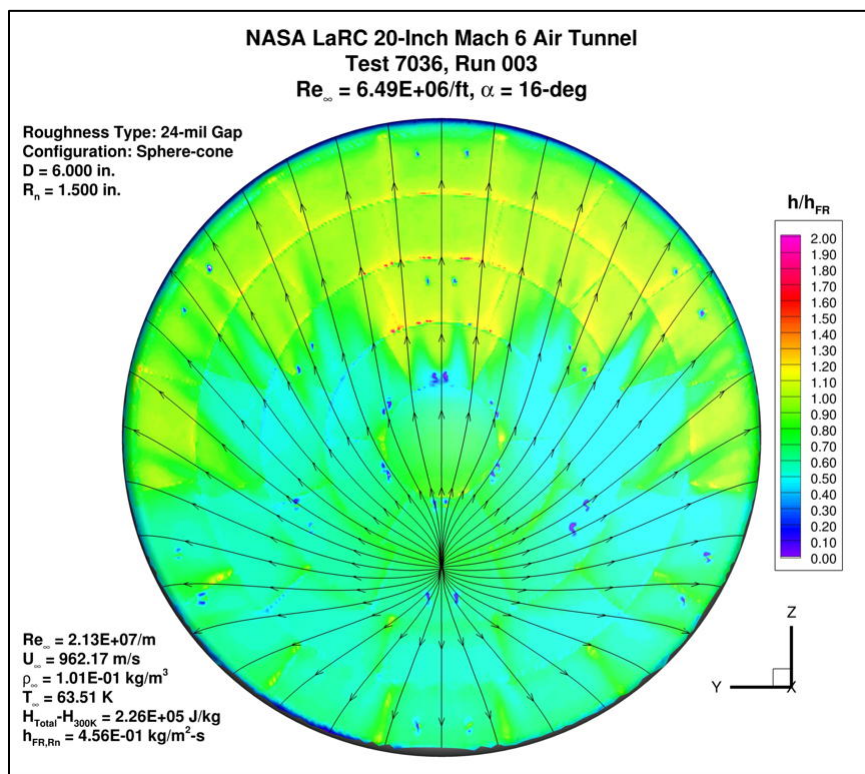 NASA LaRC 20-Inch Mach 6 Air Tunnel
Test 7036, Run 003
Re∞ = 6.49E+06/ft, α = 16-deg
Roughness Type: 24-mil Gap
Configuration: Sphere-cone
D = 6.000 in.
Rn = 1.500 in.
h/hFR
2.00
1.90
1.80
1.70
1.60
1.50
1.40
1.30
1.20
1.10
1.00
0.90
0.80
0.70
0.60
0.50
0.40
0.30
0.20
0.10
0.00
Z
Y
X
Re∞ = 2.13E+07/m
U∞ = 962.17 m/s
ρ∞ = 1.01E-01 kg/m³
T∞ = 63.51 K
HTotal-H300K = 2.26E+05 J/kg
hFR,Rn = 4.56E-01 kg/m²-s